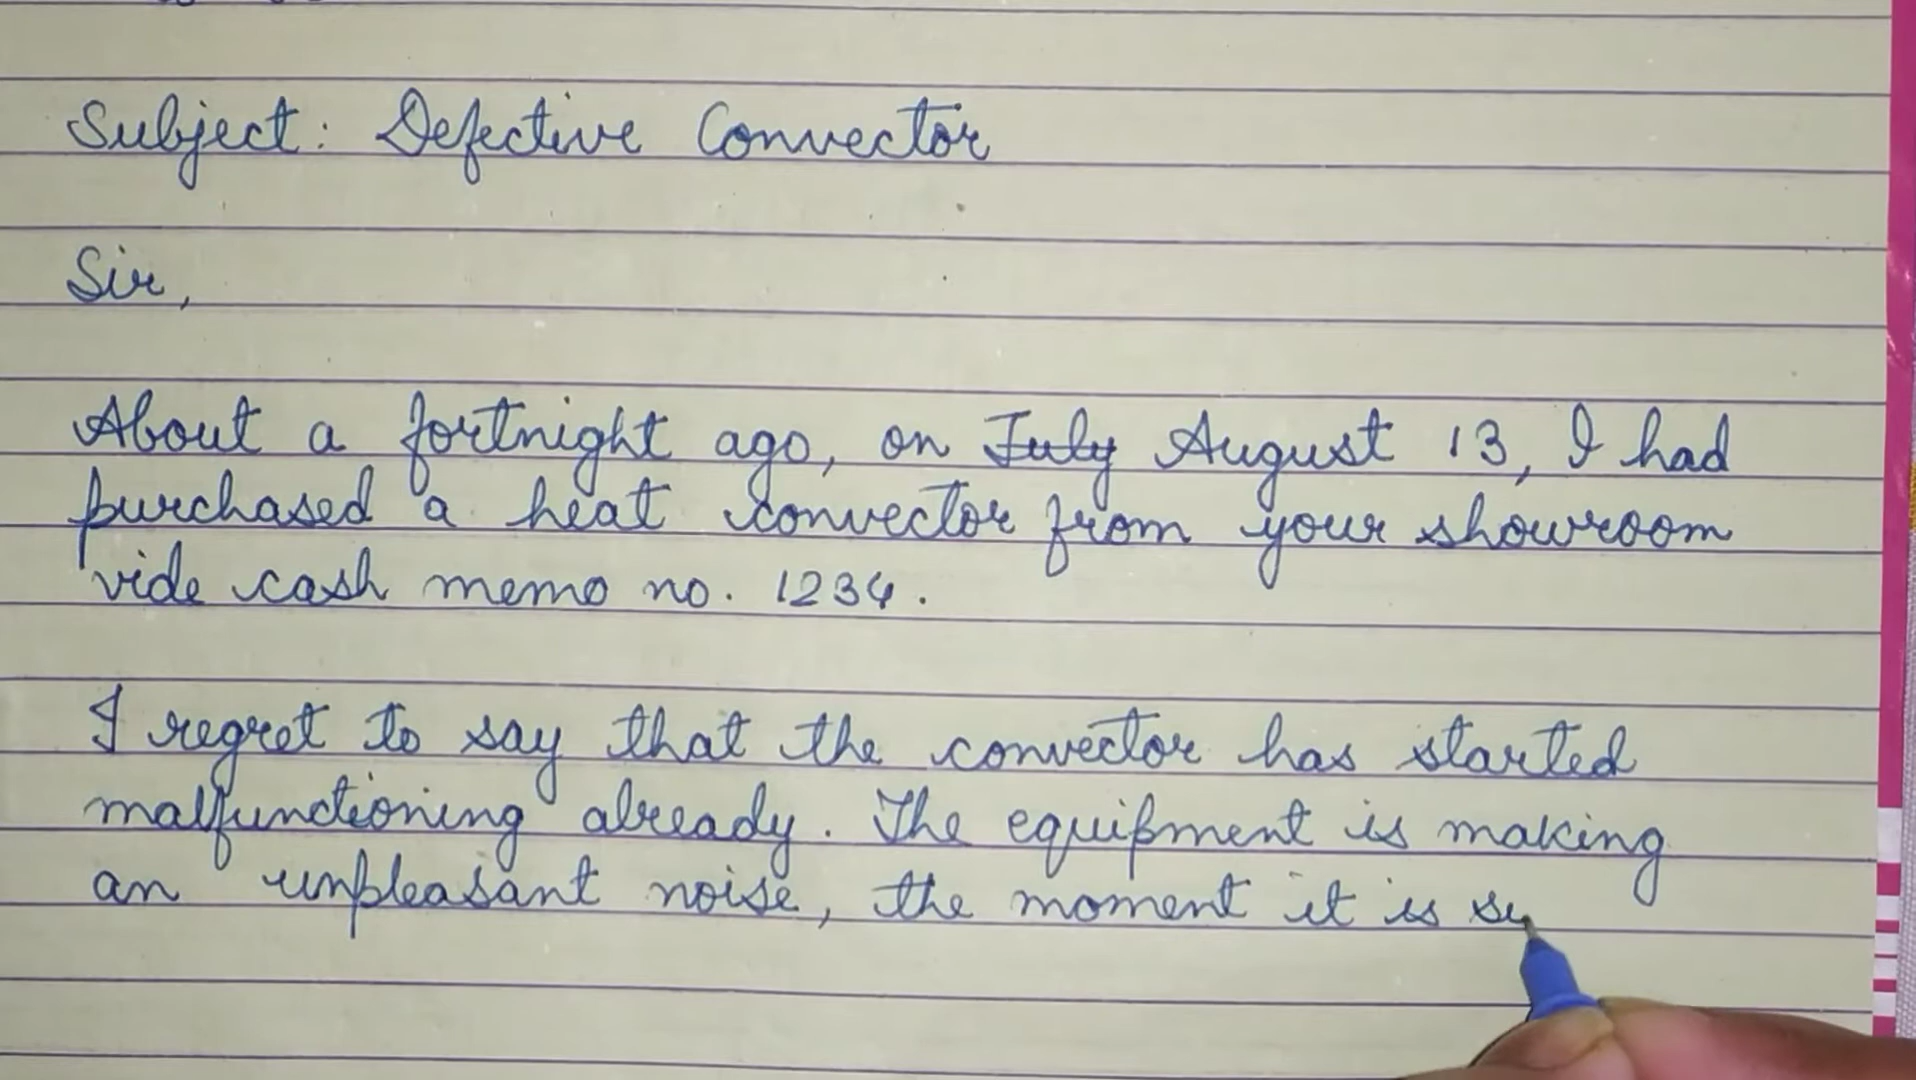 Subject: Defective Convector
Sir,
About a fortnight ago, on July August 13, I had
purchased a heat convector from your showroom
vide cash memo no. 1234.
I regret to say that the convector has started
malfunctioning already. The equipment is making
an unpleasant noise, the moment it is